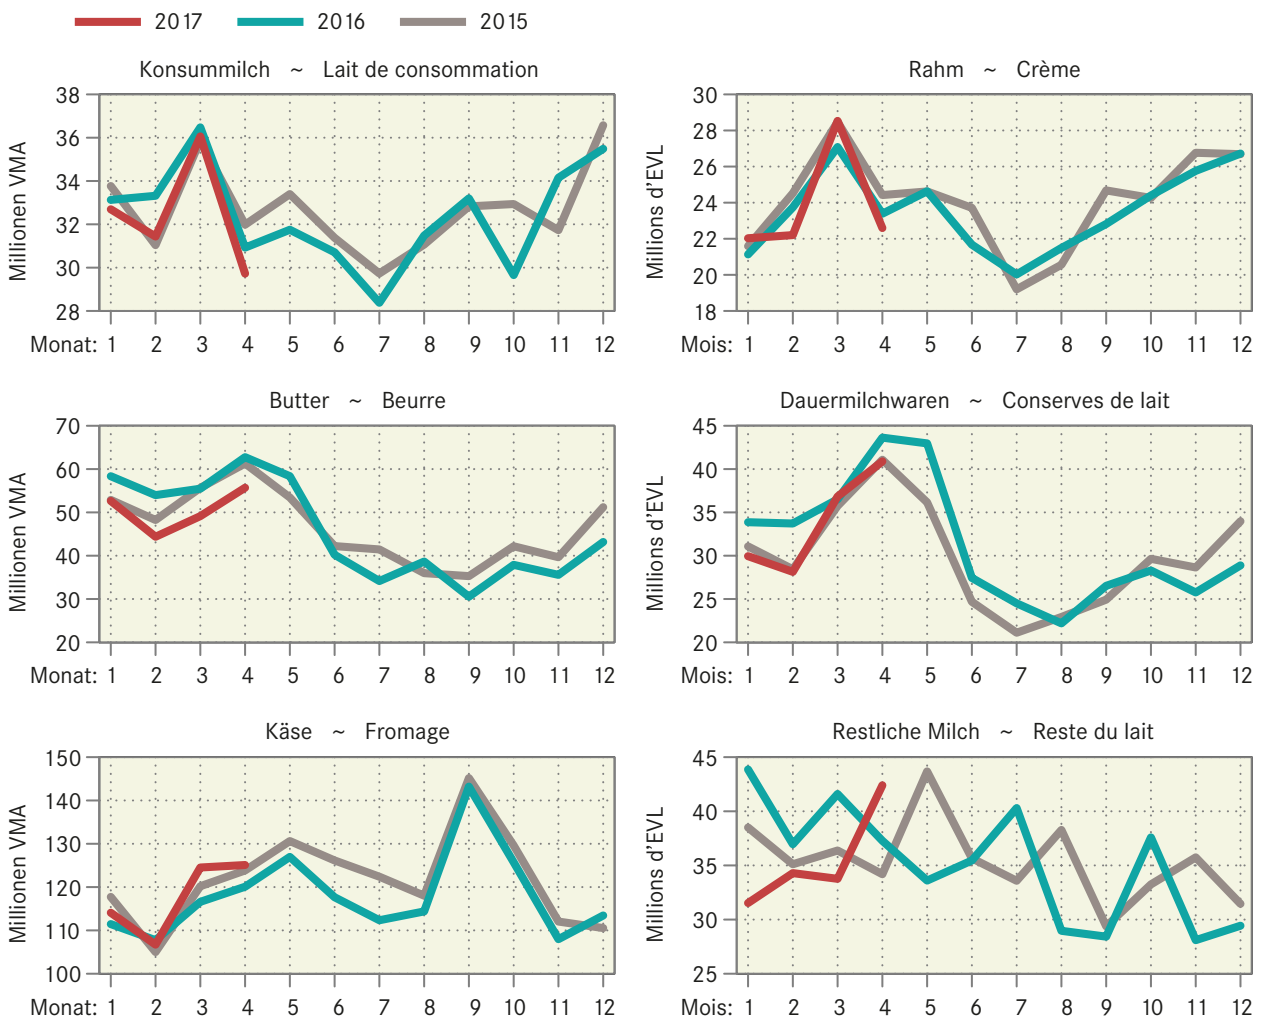 2017 2016 2015
Konsummilch ~ Lait de consommation
Millionen VMA
38
36
34
32
30
28
Monat: 1 2 3 4 5 6 7 8 9 10 11 12
Rahm ~ Crème
Millions d'EVL
30
28
26
24
22
20
18
Mois: 1 2 3 4 5 6 7 8 9 10 11 12
Butter ~ Beurre
Millionen VMA
70
60
50
40
30
20
Monat: 1 2 3 4 5 6 7 8 9 10 11 12
Dauermilchwaren ~ Conserves de lait
Millions d'EVL
45
40
35
30
25
20
Mois: 1 2 3 4 5 6 7 8 9 10 11 12
Käse ~ Fromage
Millionen VMA
150
140
130
120
110
100
Monat: 1 2 3 4 5 6 7 8 9 10 11 12
Restliche Milch ~ Reste du lait
Millions d'EVL
45
40
35
30
25
Mois: 1 2 3 4 5 6 7 8 9 10 11 12